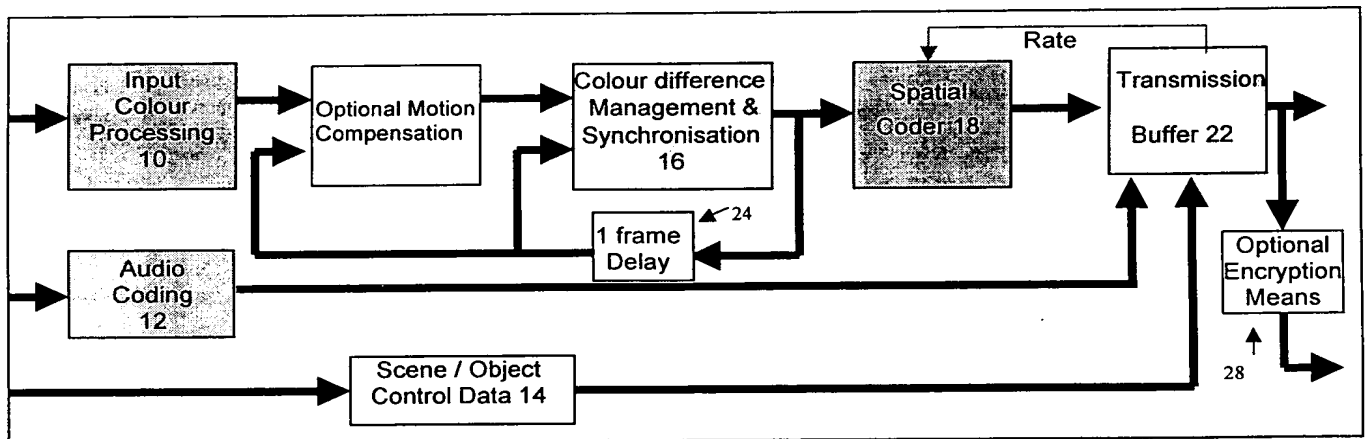 Rate
Input
Colour
Processing
10
Optional Motion
Compensation
Colour difference
Management &
Synchronisation
16
Spatial
Coder 18
Transmission
Buffer 22
24
1 frame
Delay
Audio
Coding
12
Optional
Encryption
Means
28
Scene / Object
Control Data 14